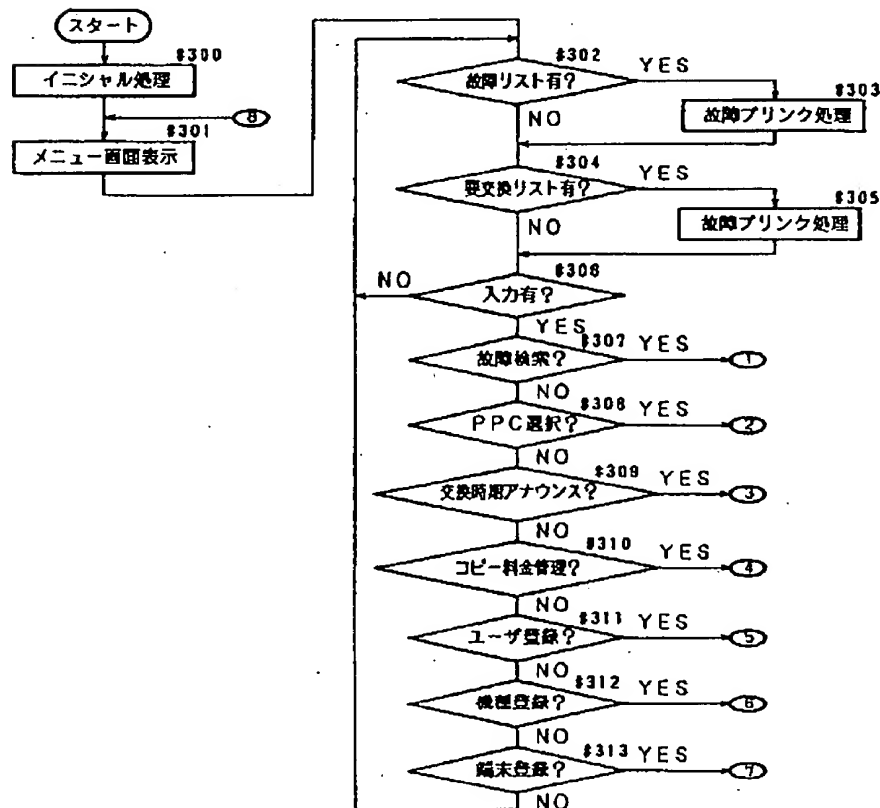 スタート
#300
イニシャル処理
8
#301
メニュー画面表示
#302
故障リスト有?
YES
#303
故障ブリンク処理
NO
#304
要交換リスト有?
YES
#305
故障ブリンク処理
NO
#306
入力有?
NO
YES
#307
故障検索?
YES
1
NO
#308
PPC選択?
YES
2
NO
#309
交換時期アナウンス?
YES
3
NO
#310
コピー料金管理?
YES
4
NO
#311
ユーザ登録?
YES
5
NO
#312
機種登録?
YES
6
NO
#313
端末登録?
YES
7
NO